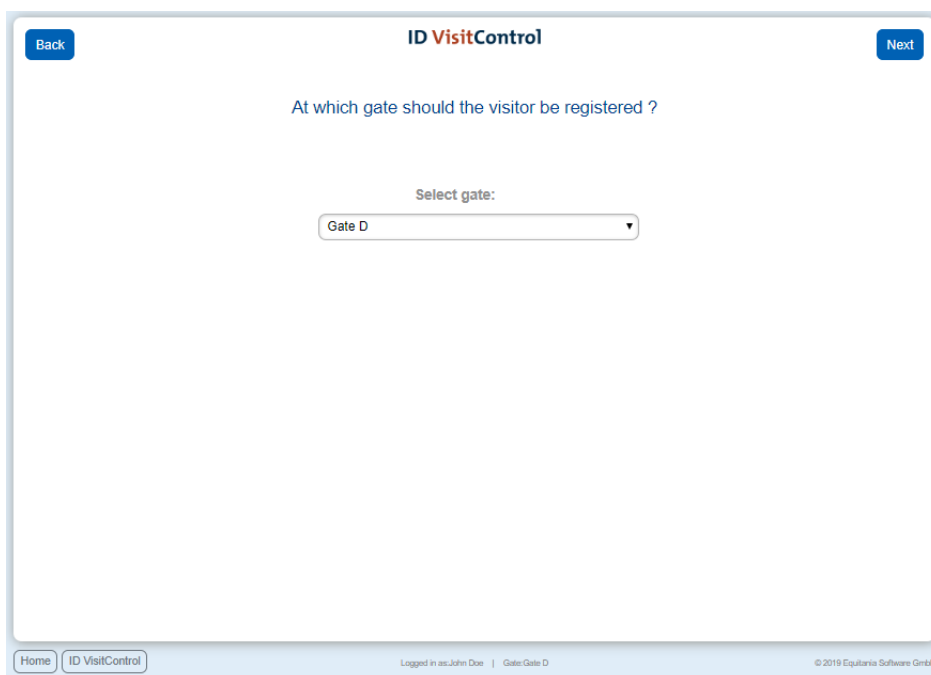 Back
ID VisitControl
Next
At which gate should the visitor be registered ?
Select gate:
Gate D
Home
ID VisitControl
Logged in as:John Doe | Gate:Gate D
© 2019 Equitania Software